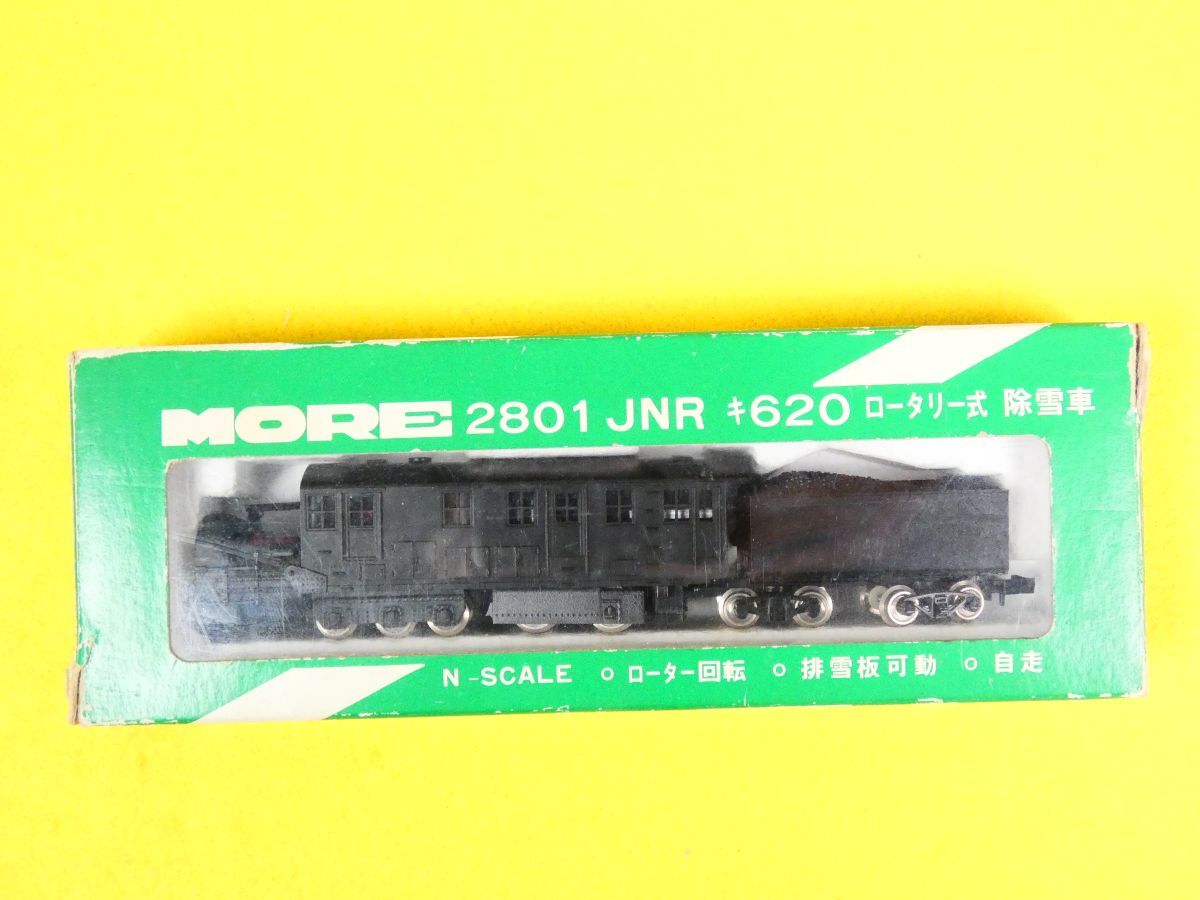 MORE 2801 JNR キ620 ロータリー式 除雪車
N-SCALE ○ ローター回転 ○ 排雪板可動 ○ 自走